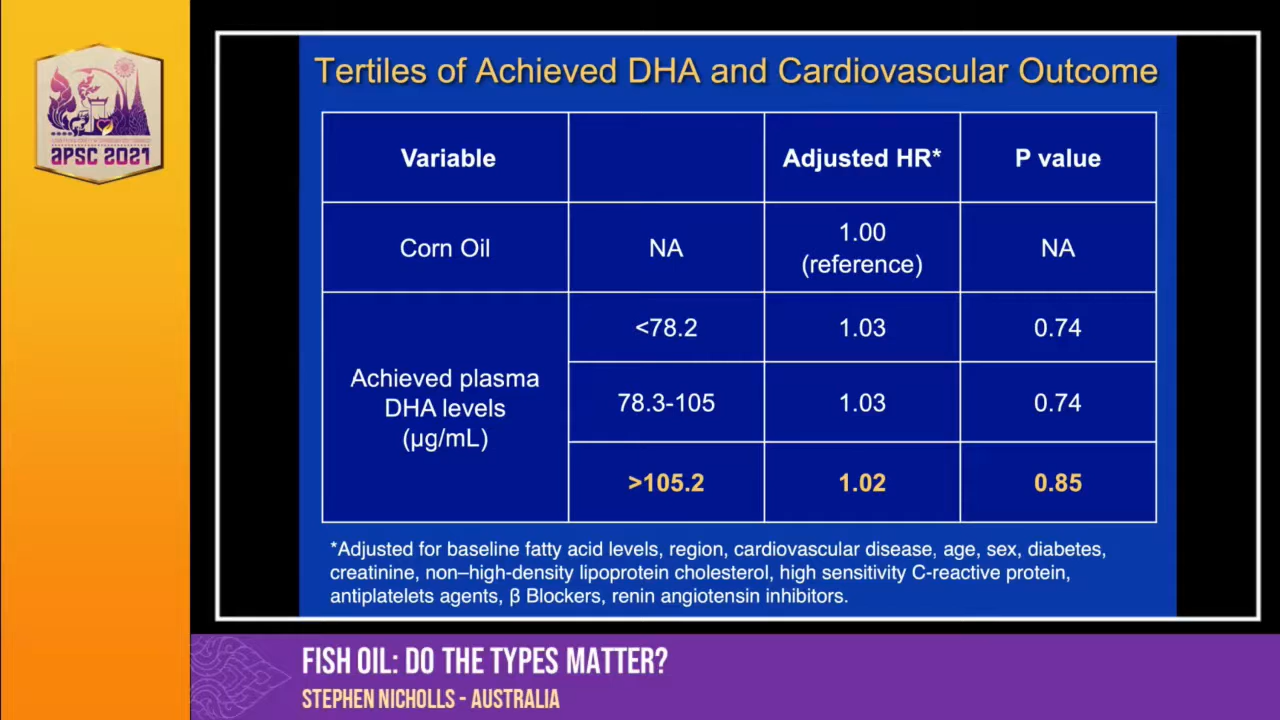 APSC 2021
Tertiles of Achieved DHA and Cardiovascular Outcome
Variable
Adjusted HR*
P value
Corn Oil
NA
1.00
(reference)
NA
Achieved plasma
DHA levels
(µg/mL)
<78.2
1.03
0.74
78.3-105
1.03
0.74
>105.2
1.02
0.85
*Adjusted for baseline fatty acid levels, region, cardiovascular disease, age, sex, diabetes,
creatinine, non–high-density lipoprotein cholesterol, high sensitivity C-reactive protein,
antiplatelets agents, β Blockers, renin angiotensin inhibitors.
FISH OIL: DO THE TYPES MATTER?
STEPHEN NICHOLLS - AUSTRALIA